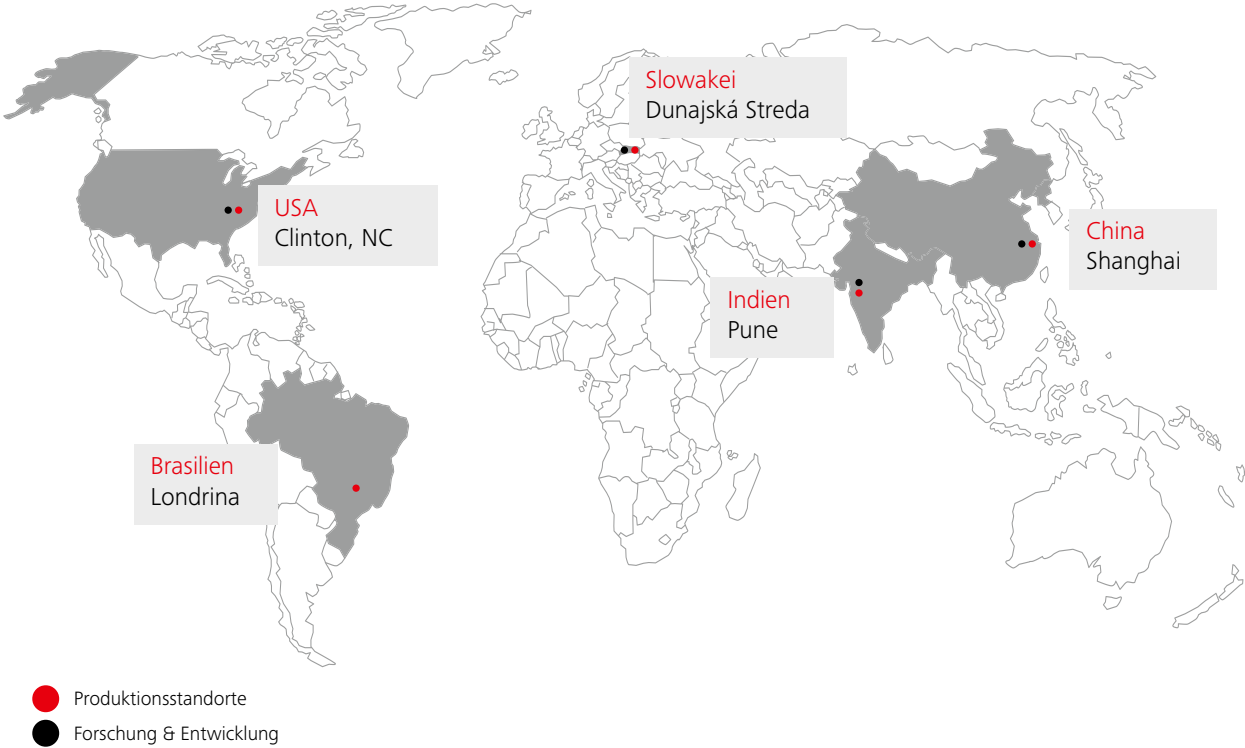 Slowakei
Dunajská Streda
USA
Clinton, NC
China
Shanghai
Indien
Pune
Brasilien
Londrina
Produktionsstandorte
Forschung & Entwicklung